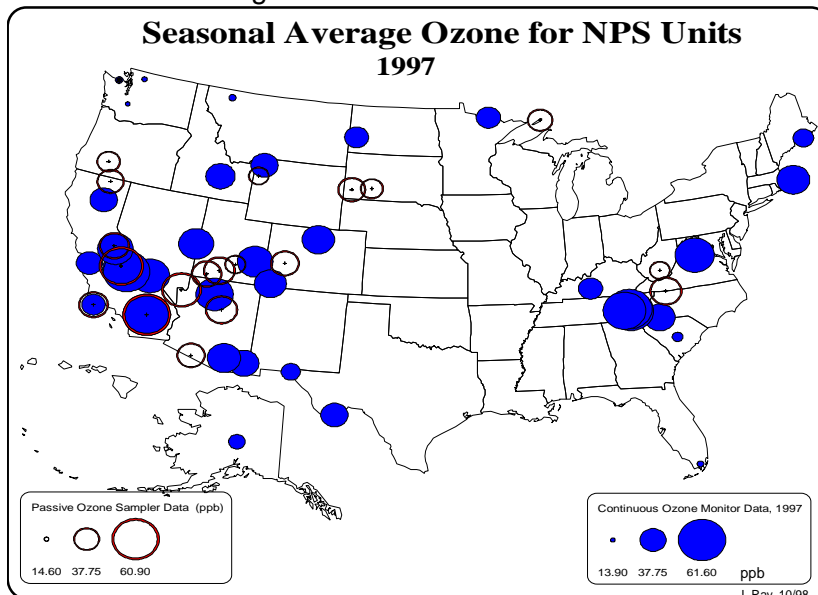 Seasonal Average Ozone for NPS Units
1997
Passive Ozone Sampler Data (ppb)
14.60 37.75 60.90
Continuous Ozone Monitor Data, 1997
13.90 37.75 61.60 ppb